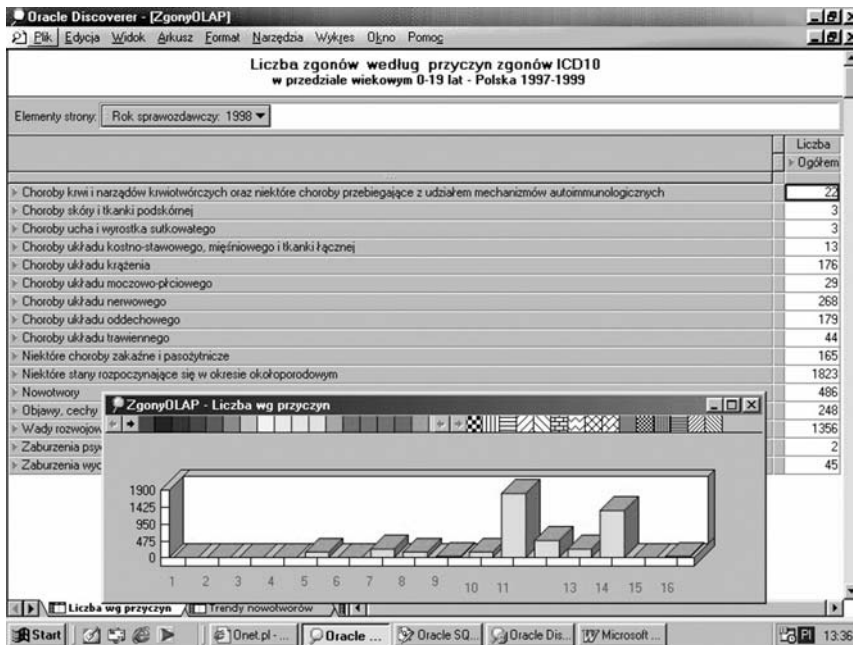 Oracle Discoverer - [ZgonyOLAP]
Plik Edycja Widok Arkusz Format Narzędzia Wykres Okno Pomoc
Liczba zgonów według przyczyn zgonów ICD10
w przedziale wiekowym 0-19 lat - Polska 1997-1999
Elementy strony: Rok sprawozdawczy: 1998
Liczba
Ogółem
Choroby krwi i narządów krwiotwórczych oraz niektóre choroby przebiegające z udziałem mechanizmów autoimmunologicznych 22
Choroby skóry i tkanki podskórnej 3
Choroby ucha i wyrostka sutkowatego 3
Choroby układu kostno-stawowego, mięśniowego i tkanki łącznej 13
Choroby układu krążenia 176
Choroby układu moczowo-płciowego 29
Choroby układu nerwowego 268
Choroby układu oddechowego 179
Choroby układu trawiennego 44
Niektóre choroby zakaźne i pasożytnicze 165
Niektóre stany rozpoczynające się w okresie okołoporodowym 1823
Nowotwory 486
Objawy, cechy 248
Wady rozwojow 1356
Zaburzenia psy 2
Zaburzenia wyc 45
ZgonyOLAP - Liczba wg przyczyn
1900
1425
950
475
0
1 2 3 4 5 6 7 8 9 10 11 13 14 15 16
Liczba wg przyczyn Trendy nowotworów
Start Onet.pl - ... Oracle ... Oracle SQ... Oracle Dis... Microsoft ... Pl 13:36